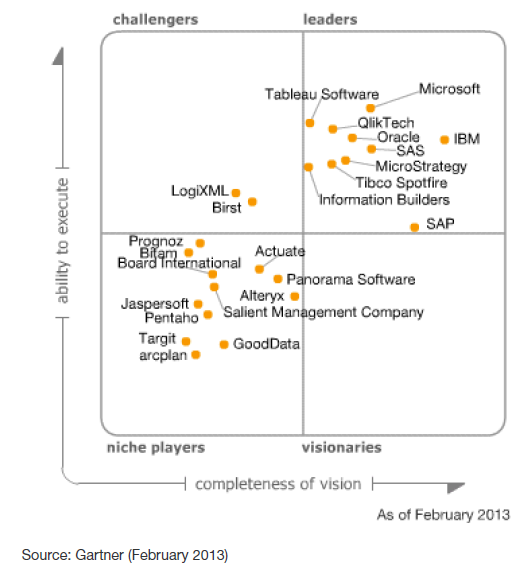 challengers
leaders
Tableau Software
Microsoft
QlikTech
Oracle
IBM
SAS
MicroStrategy
Tibco Spotfire
Information Builders
LogiXML
Birst
SAP
Prognoz
Bitam
Board International
Actuate
Panorama Software
Alteryx
Salient Management Company
Jaspersoft
Pentaho
Targit
arcplan
GoodData
niche players
visionaries
ability to execute
completeness of vision
As of February 2013
Source: Gartner (February 2013)